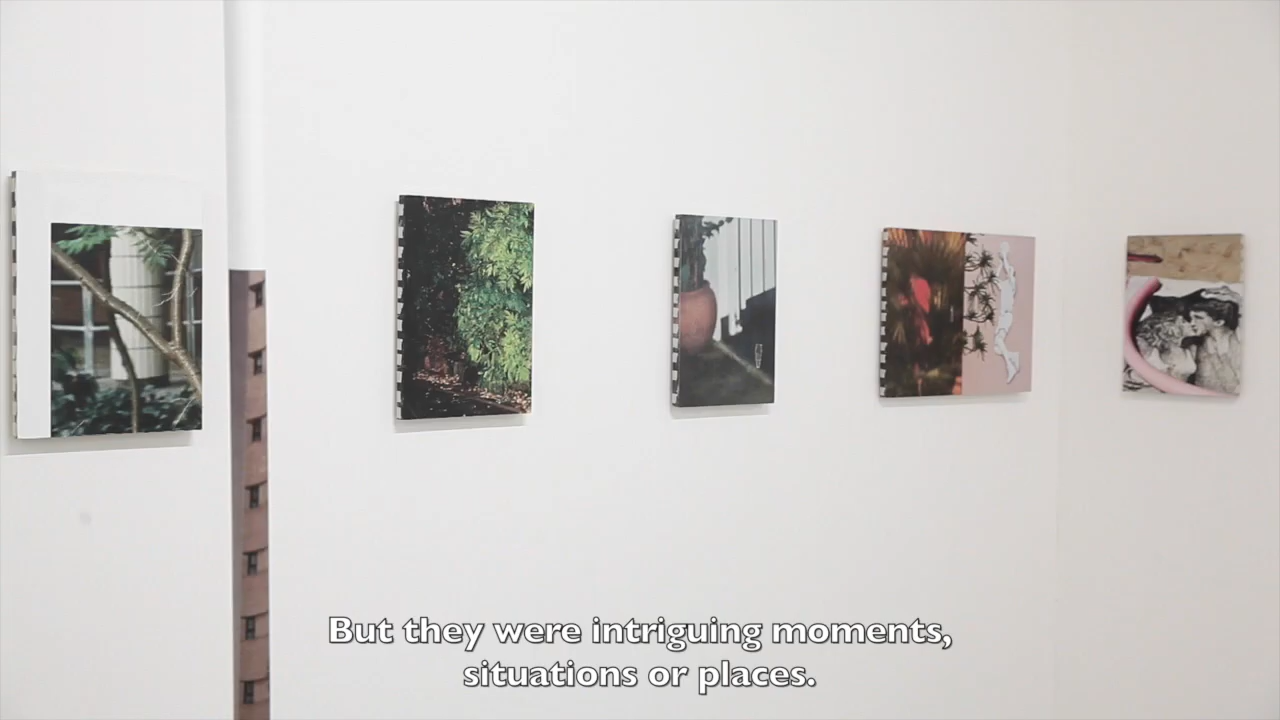 But they were intriguing moments,
situations or places.